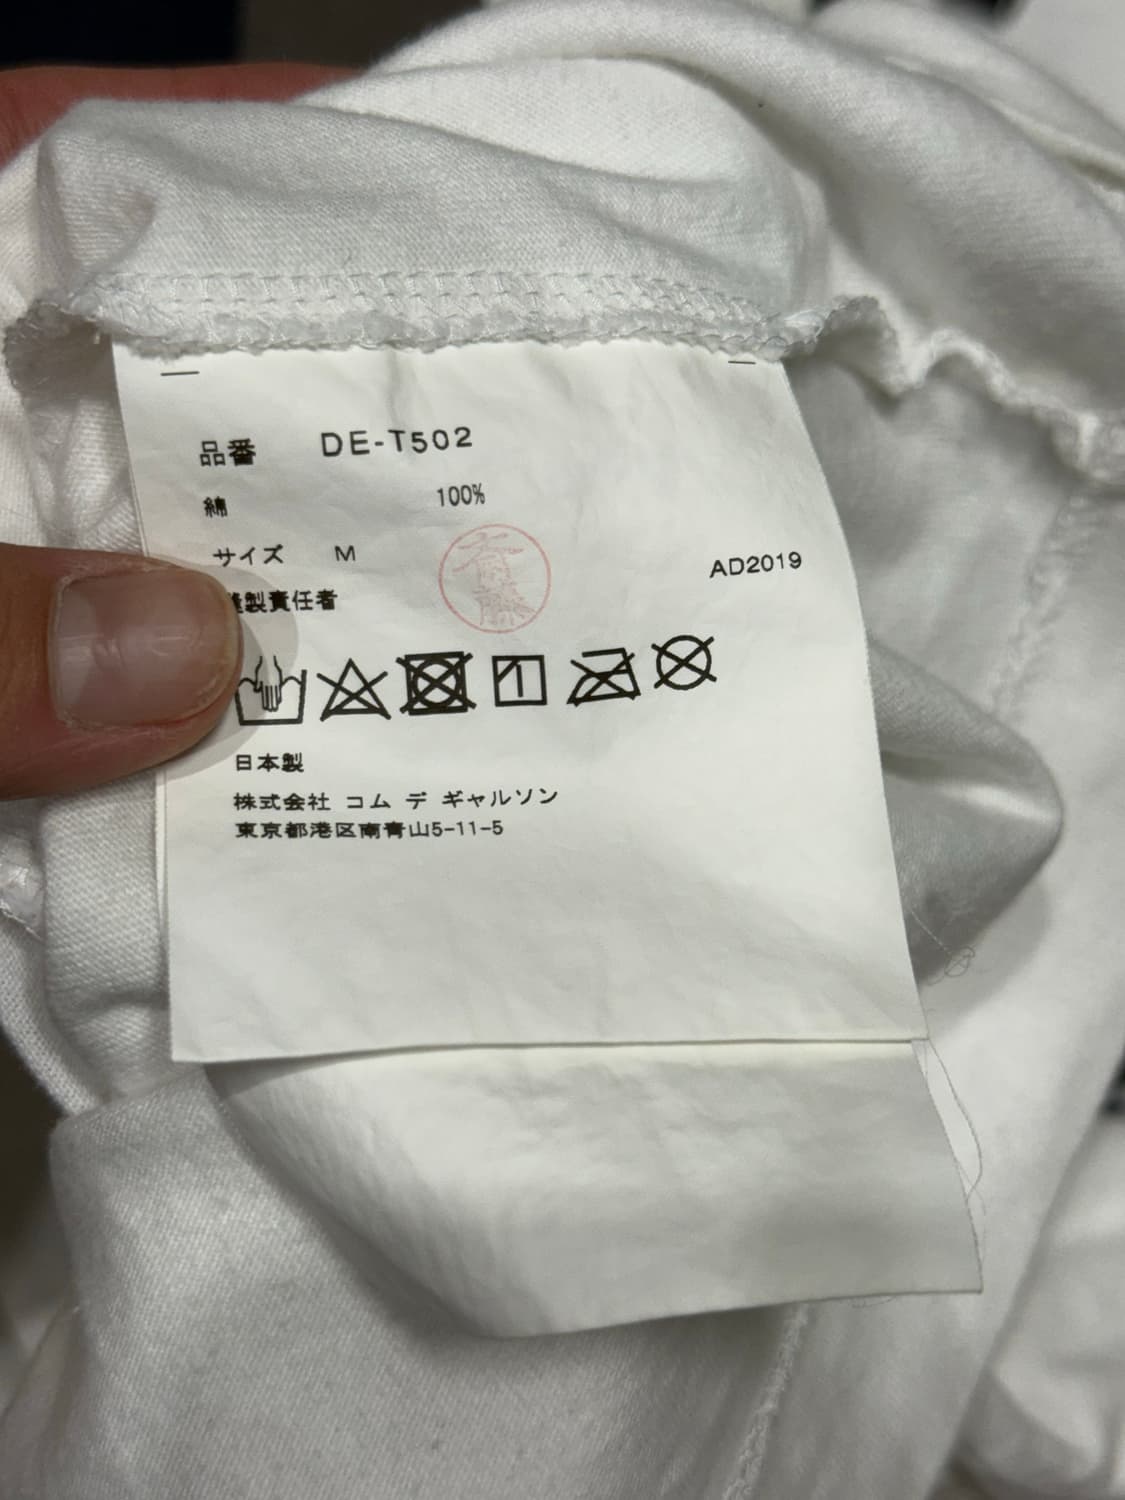 品番 DE-T502
綿 100%
サイズ M
AD2019
縫製責任者
日本製
株式会社 コム デ ギャルソン
東京都港区南青山5-11-5